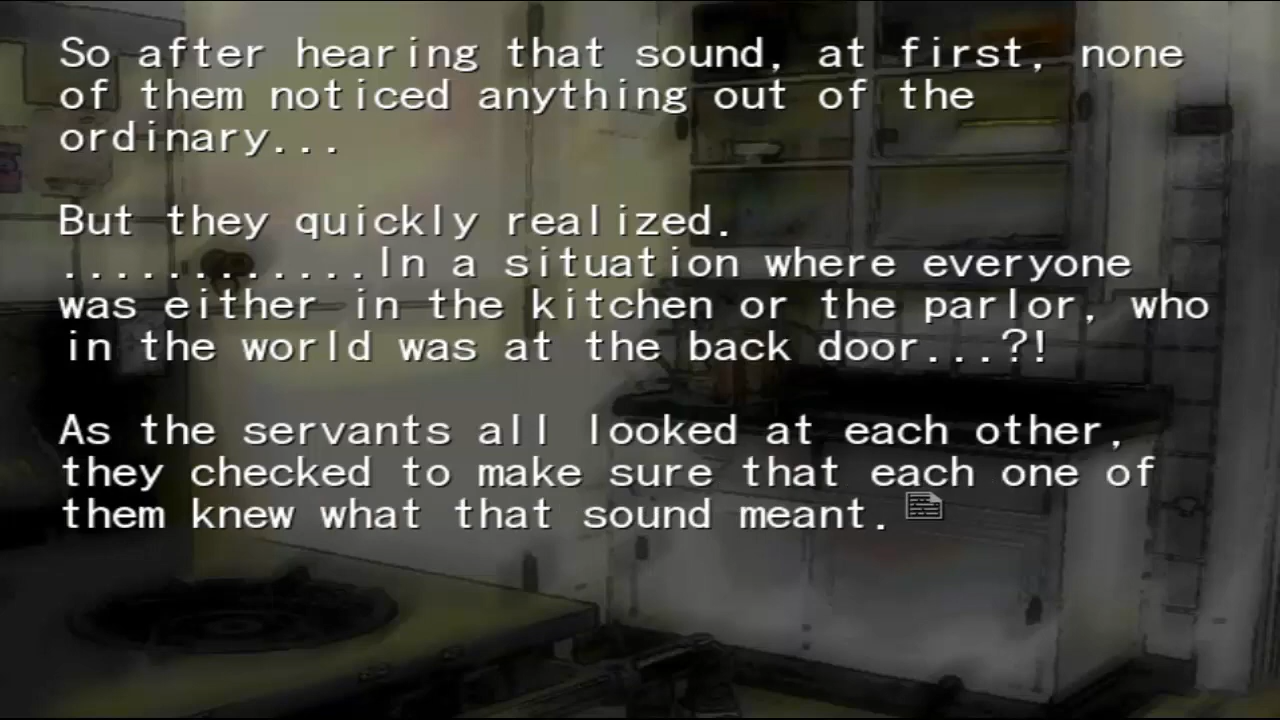 So after hearing that sound, at first, none
of them noticed anything out of the
ordinary...
But they quickly realized.
............In a situation where everyone
was either in the kitchen or the parlor, who
in the world was at the back door...?!
As the servants all looked at each other,
they checked to make sure that each one of
them knew what that sound meant.